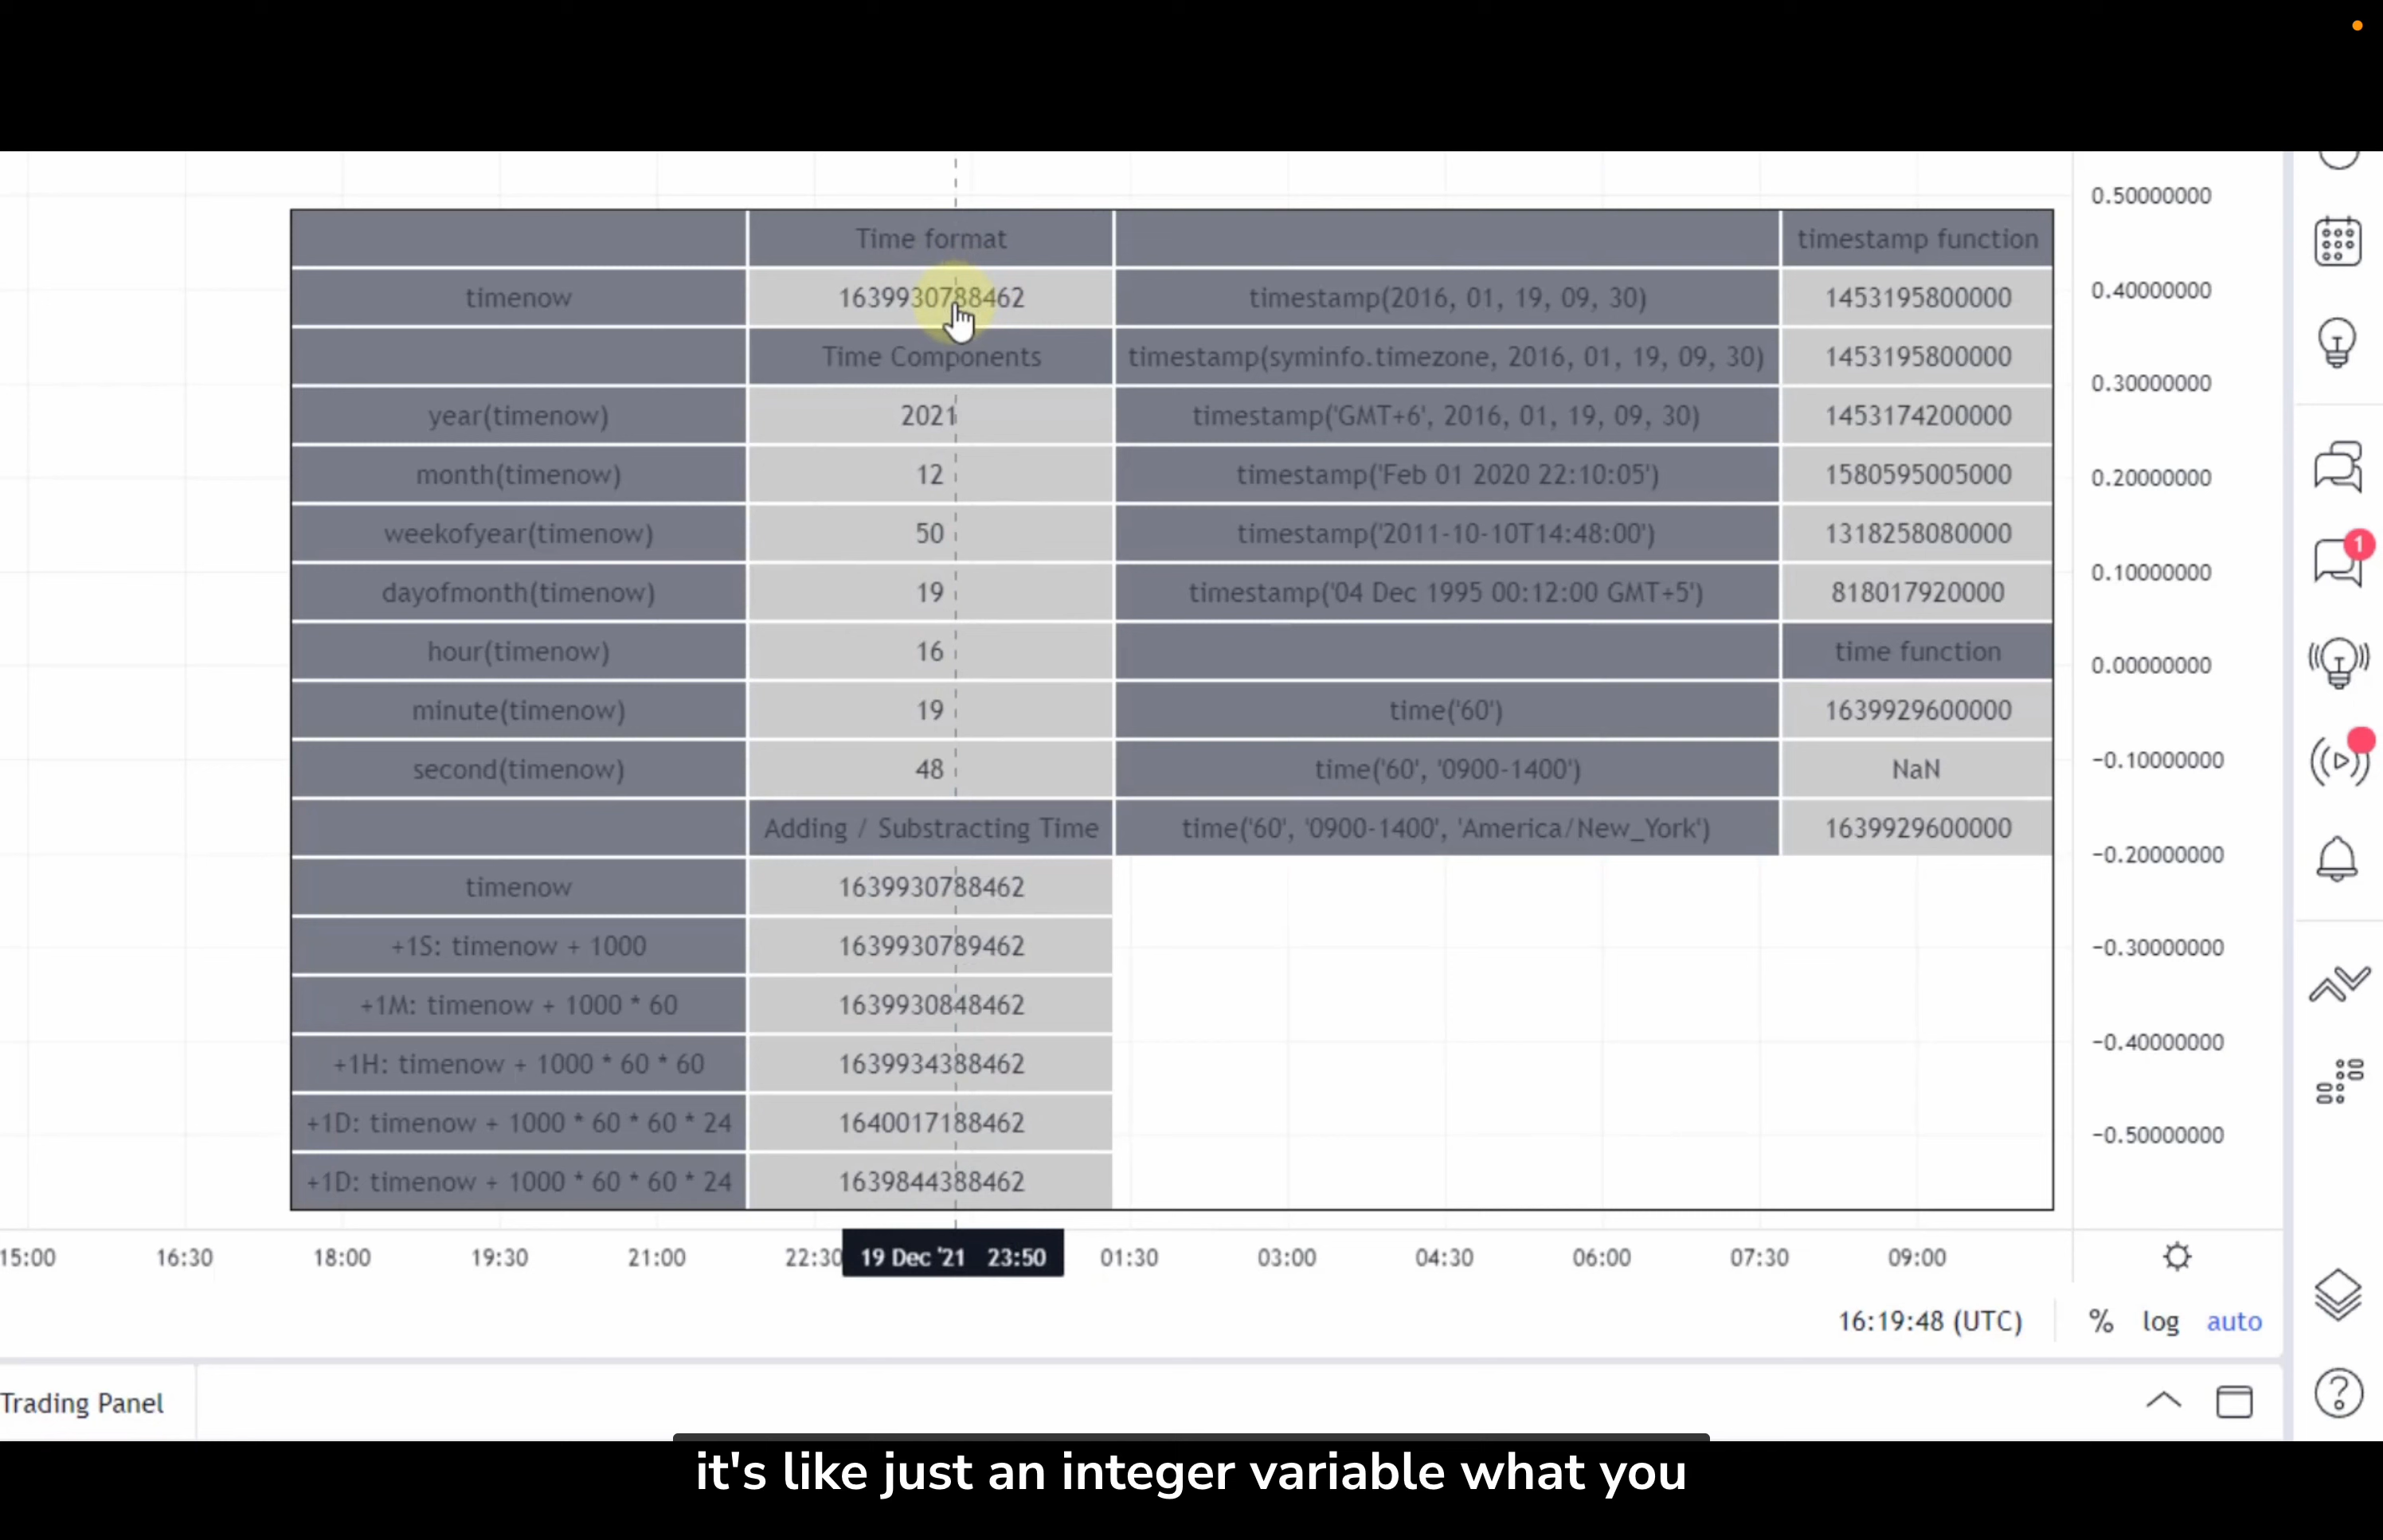 Time format
timestamp function
timenow 1639930788462 timestamp(2016, 01, 19, 09, 30) 1453195800000
Time Components timestamp(syminfo.timezone, 2016, 01, 19, 09, 30) 1453195800000
year(timenow) 2021 timestamp('GMT+6', 2016, 01, 19, 09, 30) 1453174200000
month(timenow) 12 timestamp('Feb 01 2020 22:10:05') 1580595005000
weekofyear(timenow) 50 timestamp('2011-10-10T14:48:00') 1318258080000
dayofmonth(timenow) 19 timestamp('04 Dec 1995 00:12:00 GMT+5') 818017920000
hour(timenow) 16 time function
minute(timenow) 19 time('60') 1639929600000
second(timenow) 48 time('60', '0900-1400') NaN
Adding / Substracting Time time('60', '0900-1400', 'America/New_York') 1639929600000
timenow 1639930788462
+1S: timenow + 1000 1639930789462
+1M: timenow + 1000 * 60 1639930848462
+1H: timenow + 1000 * 60 * 60 1639934388462
+1D: timenow + 1000 * 60 * 60 * 24 1640017188462
+1D: timenow + 1000 * 60 * 60 * 24 1639844388462
0.50000000
0.40000000
0.30000000
0.20000000
0.10000000
0.00000000
−0.10000000
−0.20000000
−0.30000000
−0.40000000
−0.50000000
1
15:00 16:30 18:00 19:30 21:00 22:30 19 Dec '21 23:50 01:30 03:00 04:30 06:00 07:30 09:00
16:19:48 (UTC) % log auto
Trading Panel
it's like just an integer variable what you